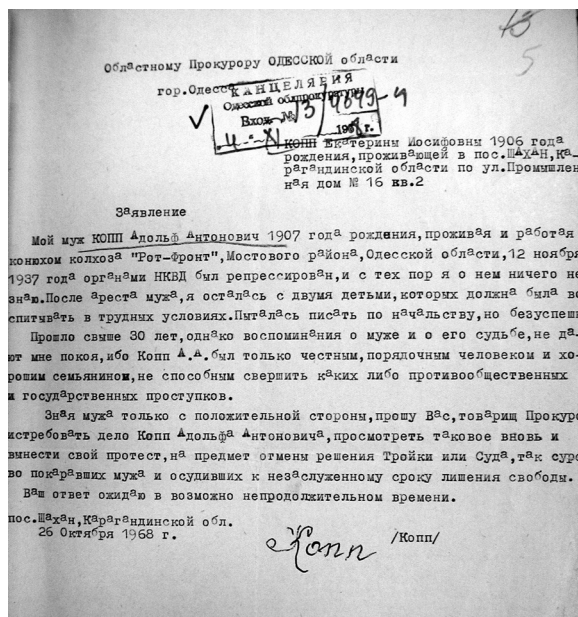 13
5
Областному Прокурору ОДЕССКОЙ области
гор.Одесса
КАНЦЕЛЯРИЯ
Одесской облпрокуратуры
Вход. № 13/
"4" XI 1968 г.
КОПП Екатерины Иосифовны 1906 года
рождения,проживающей в пос.ШАХАН,Ка-
рагандинской области по ул.Промышлен
ная дом № 16 кв.2
Заявление
Мой муж КОПП Адольф Антонович 1907 года рождения,проживая и работая
конюхом колхоза "Рот-Фронт",Мостового района,Одесской области,12 ноября
1937 года органами НКВД был репрессирован,и с тех пор я о нем ничего не
знаю.После ареста мужа,я осталась с двумя детьми,которых должна была во
спитывать в трудных условиях.Пыталась писать по начальству,но безуспеш
Прошло свыше 30 лет,однако воспоминания о муже и о его судьбе,не да-
ют мне покоя,ибо Копп А.А.был только честным,порядочным человеком и хо-
рошим семьянином,не способным свершить каких либо противообщественных
и государственных проступков.
Зная мужа только с положительной стороны,прошу Вас,товарищ Прокуро
истребовать дело Копп Адольфа Антоновича,просмотреть таковое вновь и
вынести свой протест,на предмет отмены решения Тройки или Суда,так суро
во покаравших мужа и осудивших к незаслуженному сроку лишения свободы.
Ваш ответ ожидаю в возможно непродолжительном времени.
пос.Шахан,Карагандинской обл.
26 Октября 1968 г.
Копп /Копп/